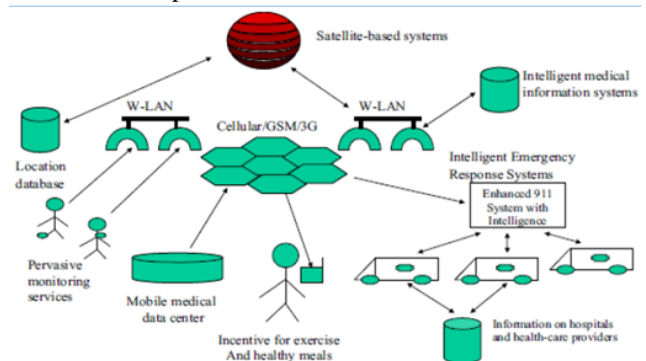 Satellite-based systems
Intelligent medical
information systems
W-LAN
W-LAN
Cellular/GSM/3G
Location
database
Intelligent Emergency
Response Systems
Enhanced 911
System with
Intelligence
Pervasive
monitoring
services
Mobile medical
data center
Incentive for exercise
And healthy meals
Information on hospitals
and health-care providers